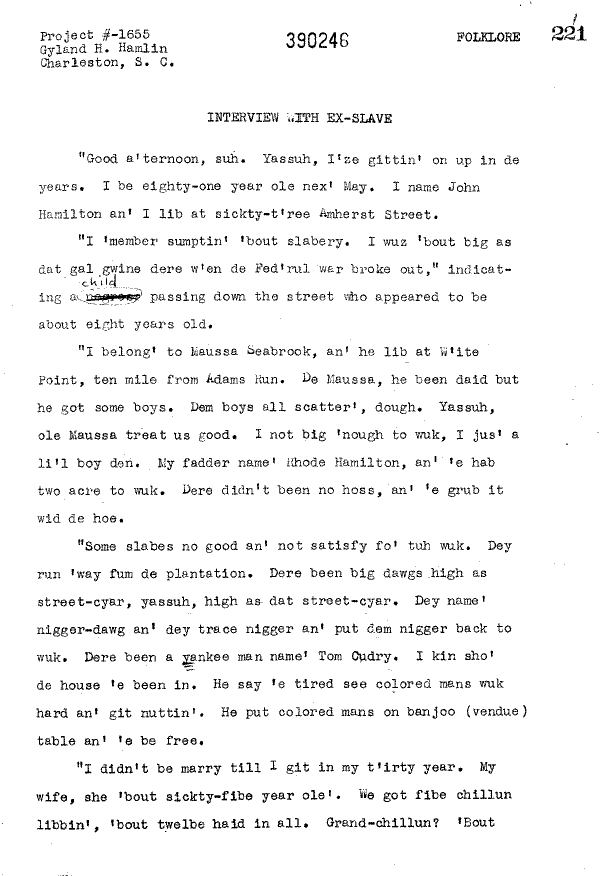 Project #-1655
Gyland H. Hamlin
Charleston, S. C.
390246
FOLKLORE
221
INTERVIEW WITH EX-SLAVE
"Good a'ternoon, suh. Yassuh, I'ze gittin' on up in de
years. I be eighty-one year ole nex' May. I name John
Hamilton an' I lib at sickty-t'ree Amherst Street.
"I 'member sumptin' 'bout slabery. I wuz 'bout big as
dat gal gwine dere w'en de Fed'rul war broke out," indicat-
child
ing a passing down the street who appeared to be
about eight years old.
"I belong' to Maussa Seabrook, an' he lib at W'ite
Point, ten mile from Adams Run. De Maussa, he been daid but
he got some boys. Dem boys all scatter', dough. Yassuh,
ole Maussa treat us good. I not big 'nough to wuk, I jus' a
li'l boy den. My fadder name' Rhode Hamilton, an' 'e hab
two acre to wuk. Dere didn't been no hoss, an' 'e grub it
wid de hoe.
"Some slabes no good an' not satisfy fo' tuh wuk. Dey
run 'way fum de plantation. Dere been big dawgs high as
street-cyar, yassuh, high as dat street-cyar. Dey name'
nigger-dawg an' dey trace nigger an' put dem nigger back to
wuk. Dere been a yankee man name' Tom Cudry. I kin sho'
de house 'e been in. He say 'e tired see colored mans wuk
hard an' git nuttin'. He put colored mans on banjoo (vendue)
table an' 'e be free.
"I didn't be marry till I git in my t'irty year. My
wife, she 'bout sickty-fibe year ole'. We got fibe chillun
libbin', 'bout twelbe haid in all. Grand-chillun? 'Bout